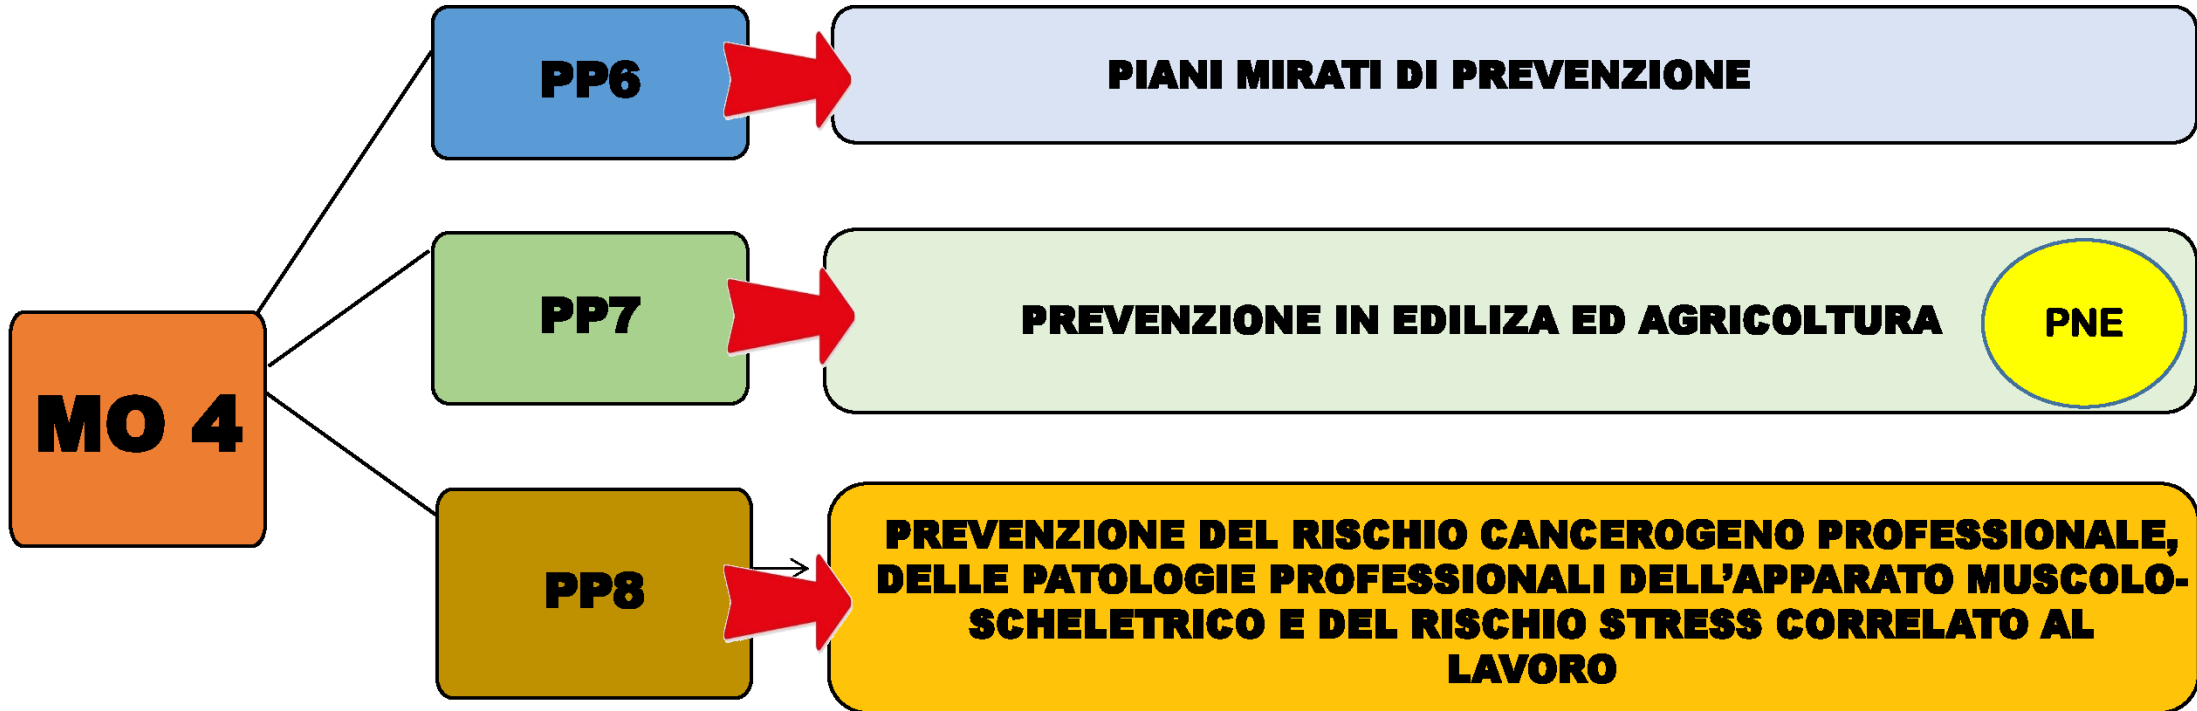 PP6
PIANI MIRATI DI PREVENZIONE
PP7
PREVENZIONE IN EDILIZA ED AGRICOLTURA
PNE
MO 4
PP8
PREVENZIONE DEL RISCHIO CANCEROGENO PROFESSIONALE,
DELLE PATOLOGIE PROFESSIONALI DELL’APPARATO MUSCOLO-
SCHELETRICO E DEL RISCHIO STRESS CORRELATO AL
LAVORO